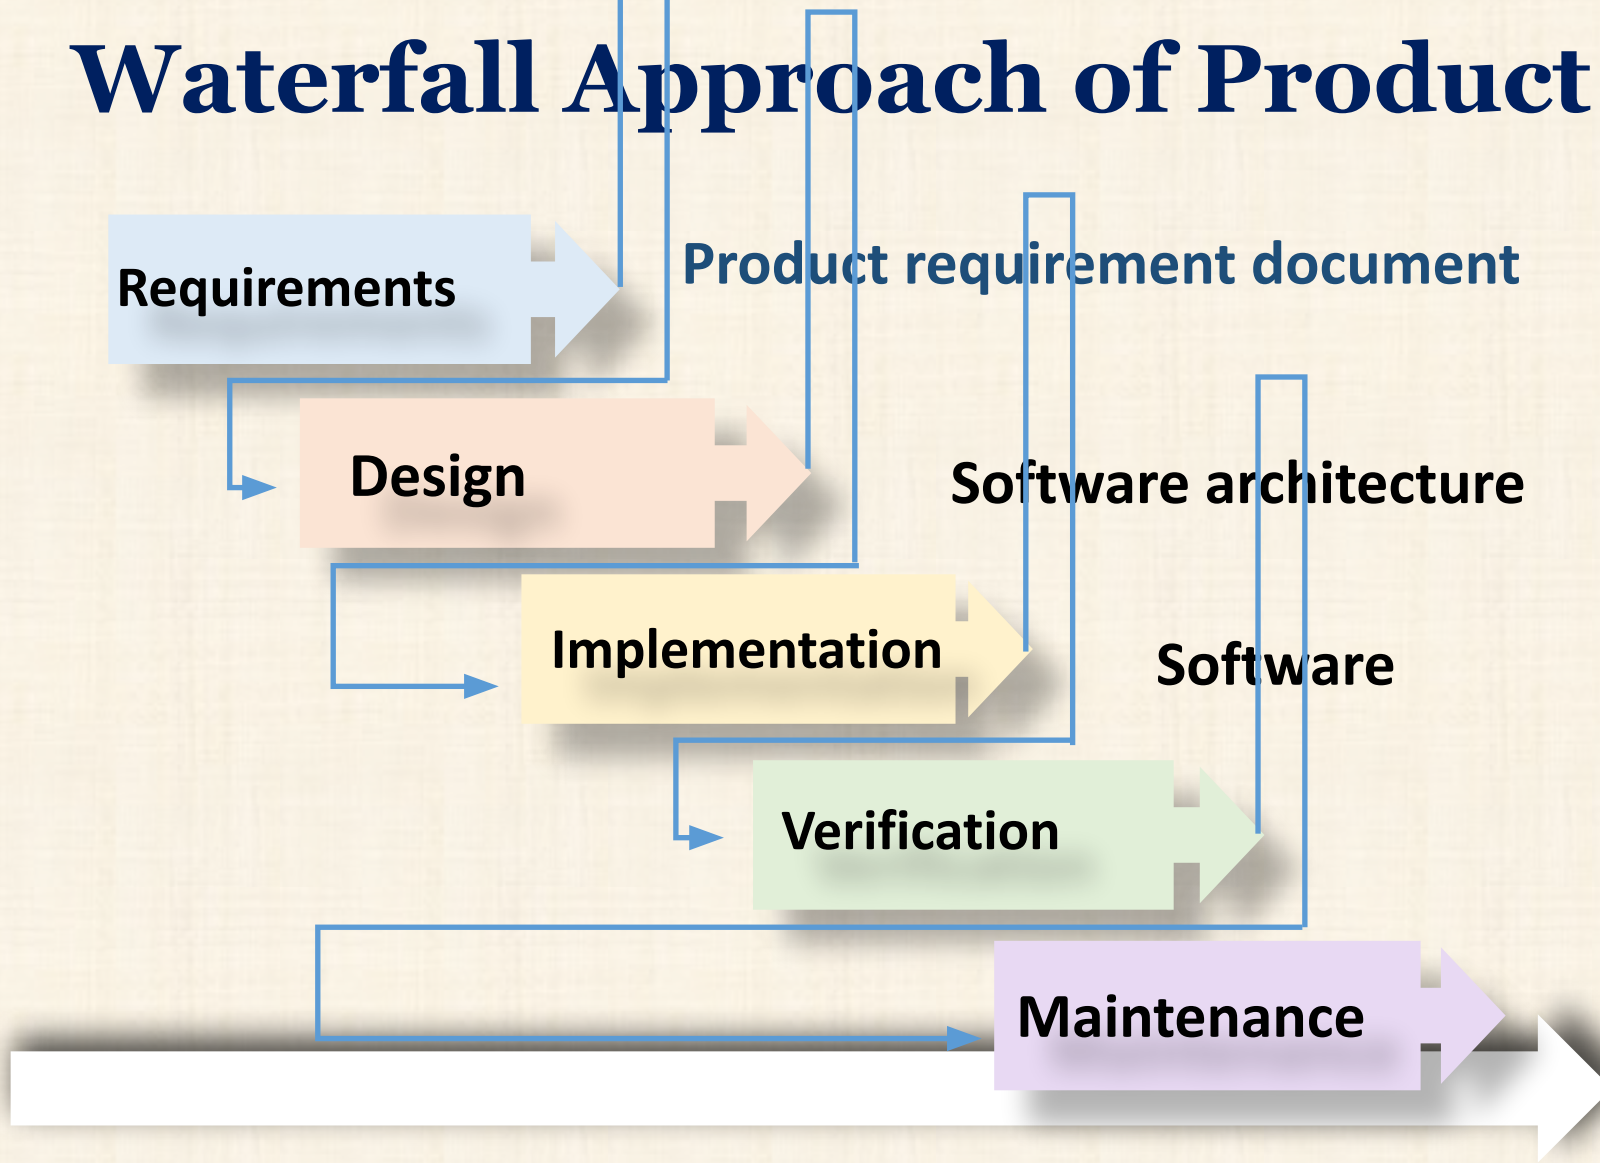 Waterfall Approach of Product
Requirements
Product requirement document
Design
Software architecture
Implementation
Software
Verification
Maintenance